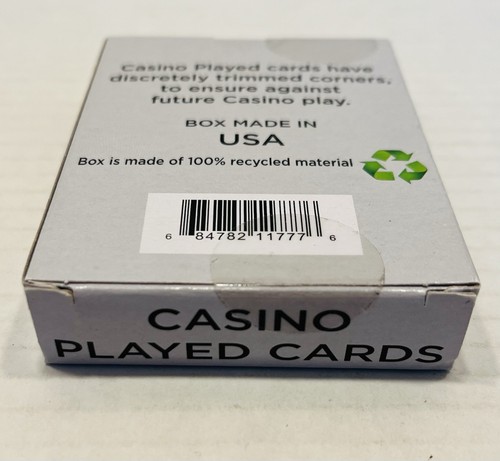 Casino Played cards have
discretely trimmed corners,
to ensure against
future Casino play.
BOX MADE IN
USA
Box is made of 100% recycled material
6 84782 11777 6
CASINO
PLAYED CARDS